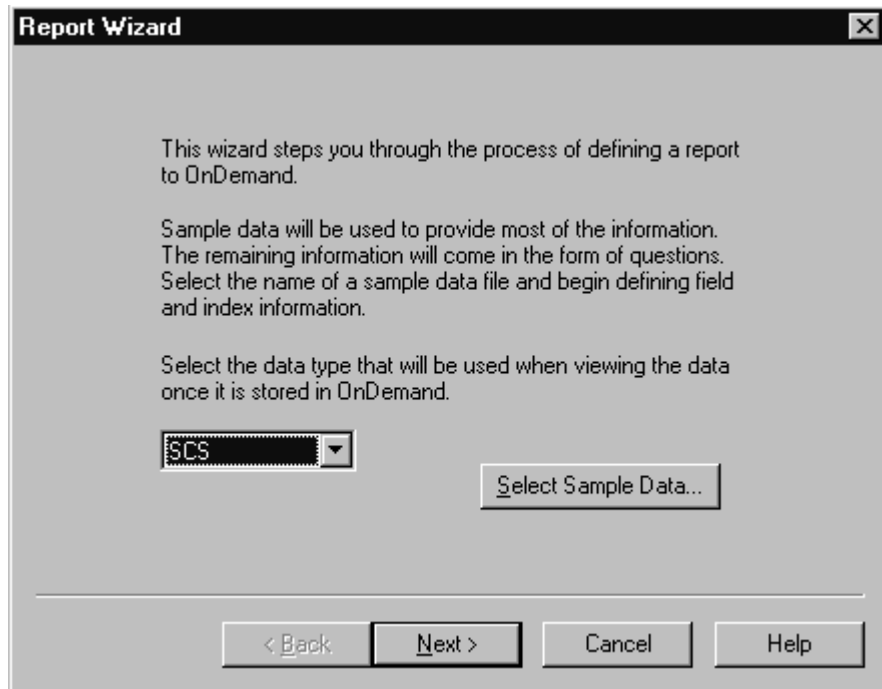 Report Wizard
This wizard steps you through the process of defining a report
to OnDemand.
Sample data will be used to provide most of the information.
The remaining information will come in the form of questions.
Select the name of a sample data file and begin defining field
and index information.
Select the data type that will be used when viewing the data
once it is stored in OnDemand.
SCS
Select Sample Data...
< Back
Next >
Cancel
Help